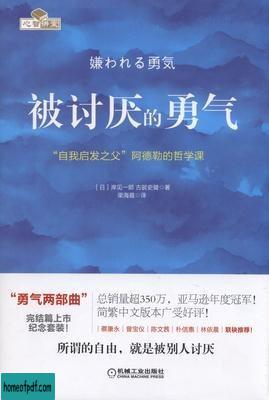 心理
嫌われる勇気
被讨厌的勇气
“自我启发之父”阿德勒的哲学课
［日］岸见一郎 古贺史健 著
渠海霞 译
“勇气两部曲”
完结篇上市
纪念套装！
总销量超350万，亚马逊年度冠军！
简繁中文版本广受好评！
蔡康永｜曾宝仪｜陈文茜｜朴信惠｜林依晨｜联袂推荐！
所谓的自由，就是被别人讨厌
机械工业出版社
CHINA MACHINE PRESS
homeofpdf.com